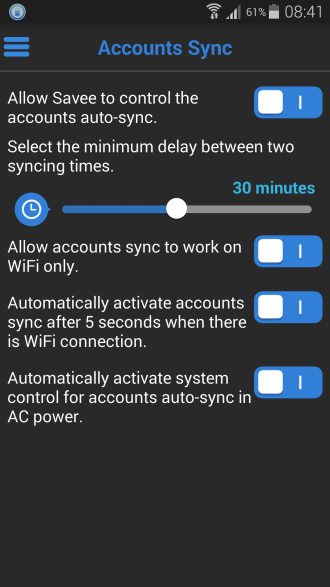 61% 08:41
Accounts Sync
Allow Savee to control the
accounts auto-sync.
Select the minimum delay between two
syncing times.
30 minutes
Allow accounts sync to work on
WiFi only.
Automatically activate accounts
sync after 5 seconds when there
is WiFi connection.
Automatically activate system
control for accounts auto-sync in
AC power.